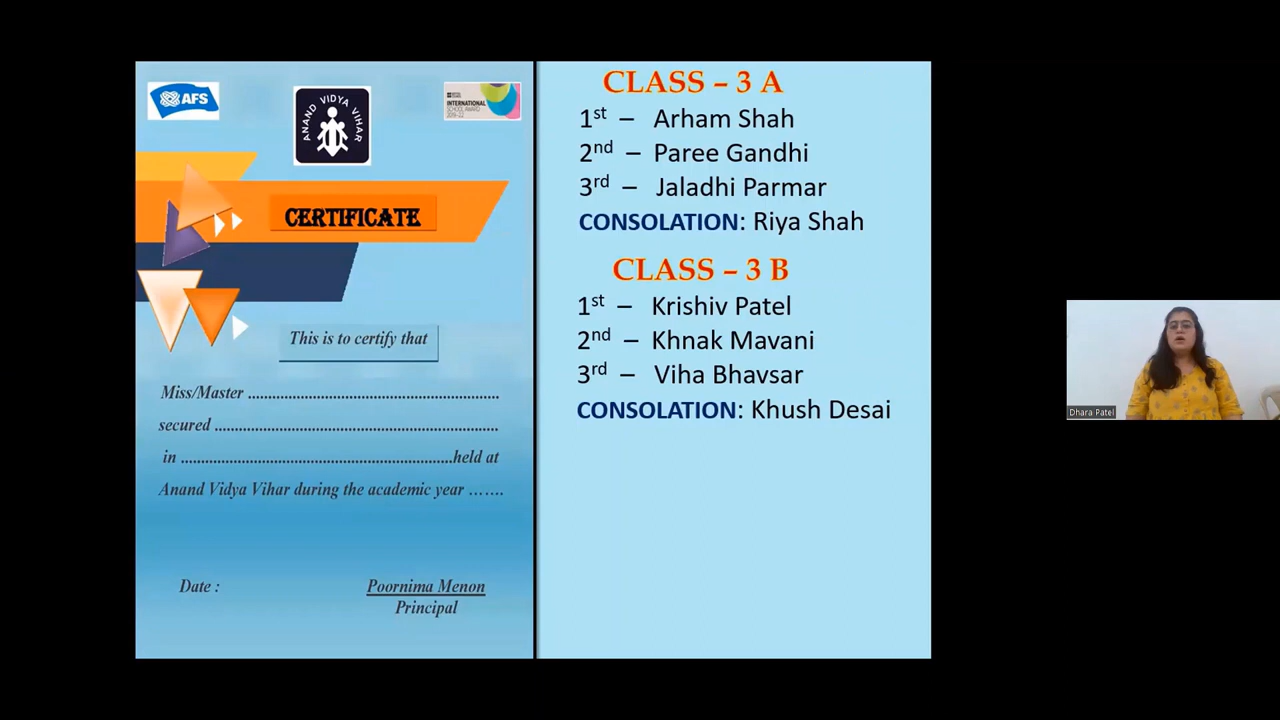 AFS
ANAND VIDYA VIHAR
INTERNATIONAL
SCHOOL AWARD
CERTIFICATE
This is to certify that
Miss/Master ..............................................................
secured ......................................................................
in ...................................................................held at
Anand Vidya Vihar during the academic year .......
Date :
Poornima Menon
Principal
CLASS – 3 A
1st – Arham Shah
2nd – Paree Gandhi
3rd – Jaladhi Parmar
CONSOLATION: Riya Shah
CLASS – 3 B
1st – Krishiv Patel
2nd – Khnak Mavani
3rd – Viha Bhavsar
CONSOLATION: Khush Desai
Dhara Patel